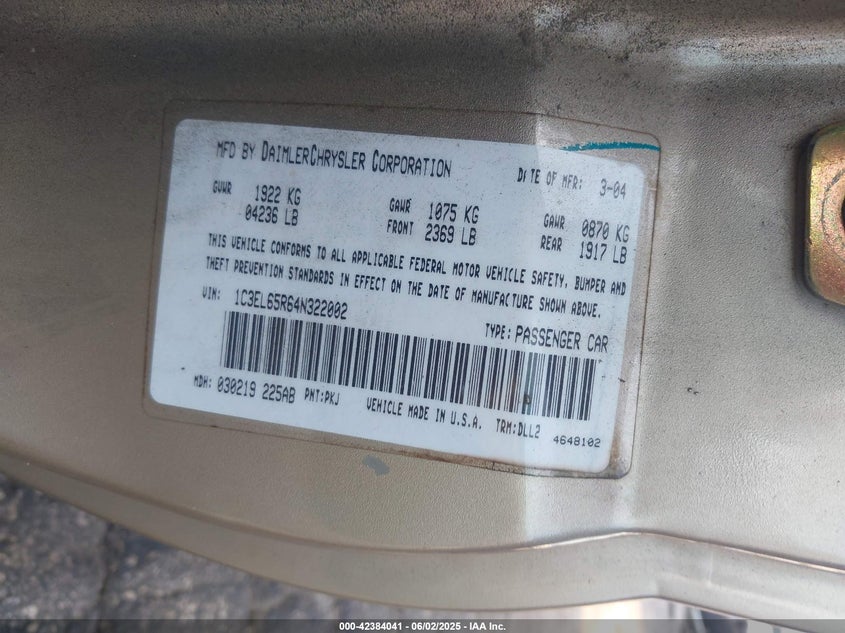 MFD BY DAIMLERCHRYSLER CORPORATION DATE OF MFR: 3-04
GVWR 1922 KG GAWR 1075 KG GAWR 0870 KG
04236 LB FRONT 2369 LB REAR 1917 LB
THIS VEHICLE CONFORMS TO ALL APPLICABLE FEDERAL MOTOR VEHICLE SAFETY, BUMPER AND
THEFT PREVENTION STANDARDS IN EFFECT ON THE DATE OF MANUFACTURE SHOWN ABOVE.
VIN: 1C3EL65R64N322002 TYPE: PASSENGER CAR
MDH: 030219 225AB PNT:PKJ VEHICLE MADE IN U.S.A. TRM:DLL2
4648102
000-42384041 06/02/2025 IAA Inc.